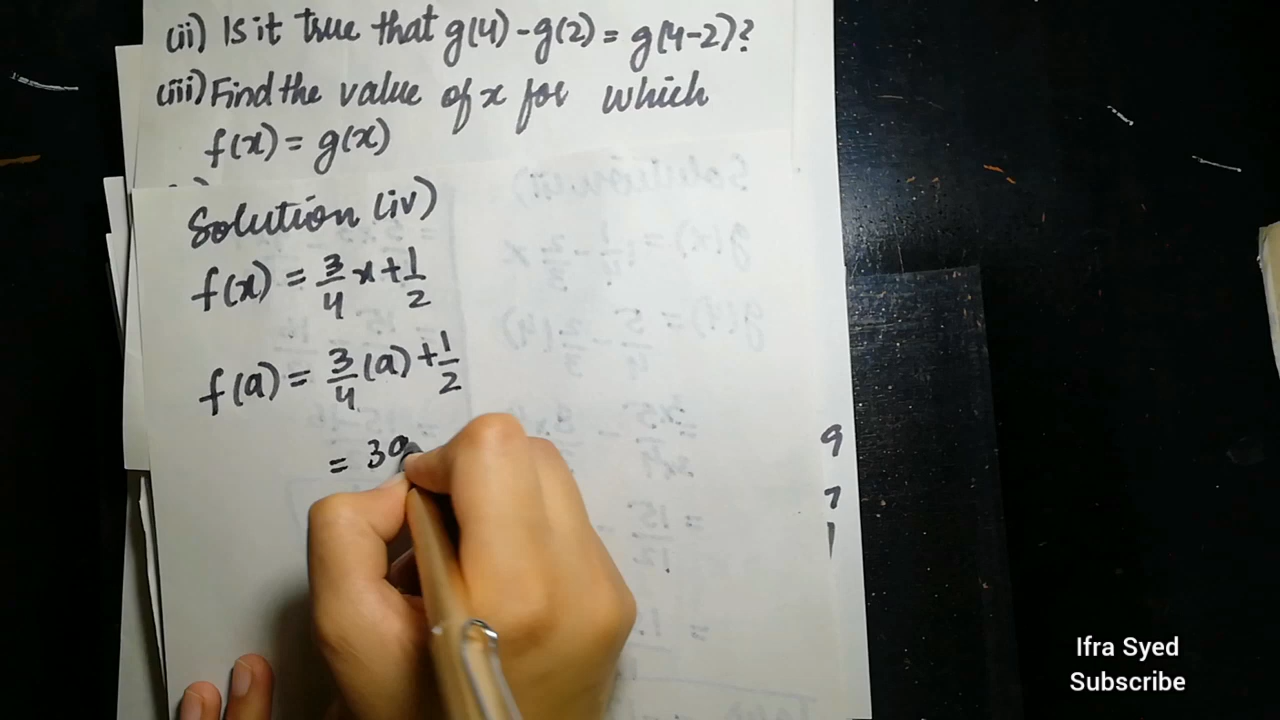 (ii) Is it true that g(4) - g(2) = g(4-2)?
(iii) Find the value of x for which
f(x) = g(x)
Solution (iv)
f(x) = 3/4 x + 1/2
f(a) = 3/4 (a) + 1/2
= 3a
9
7
1
Ifra Syed
Subscribe